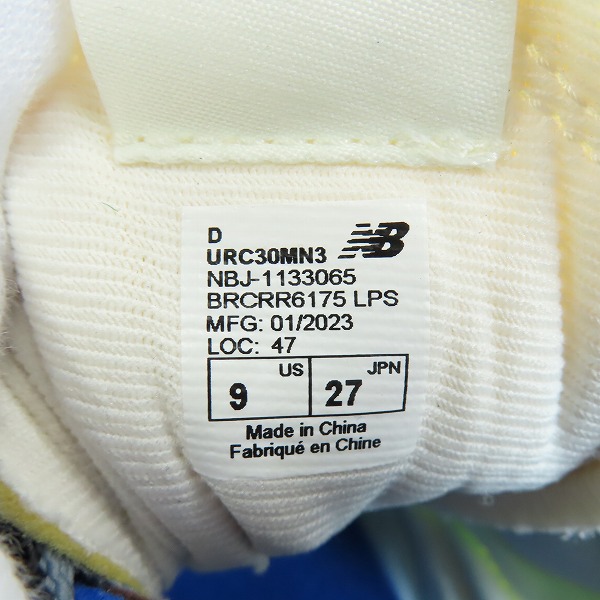 D
URC30MN3 NB
NBJ-1133065
BRCRR6175 LPS
MFG: 01/2023
LOC: 47
9 US 27 JPN
Made in China
Fabriqué en Chine